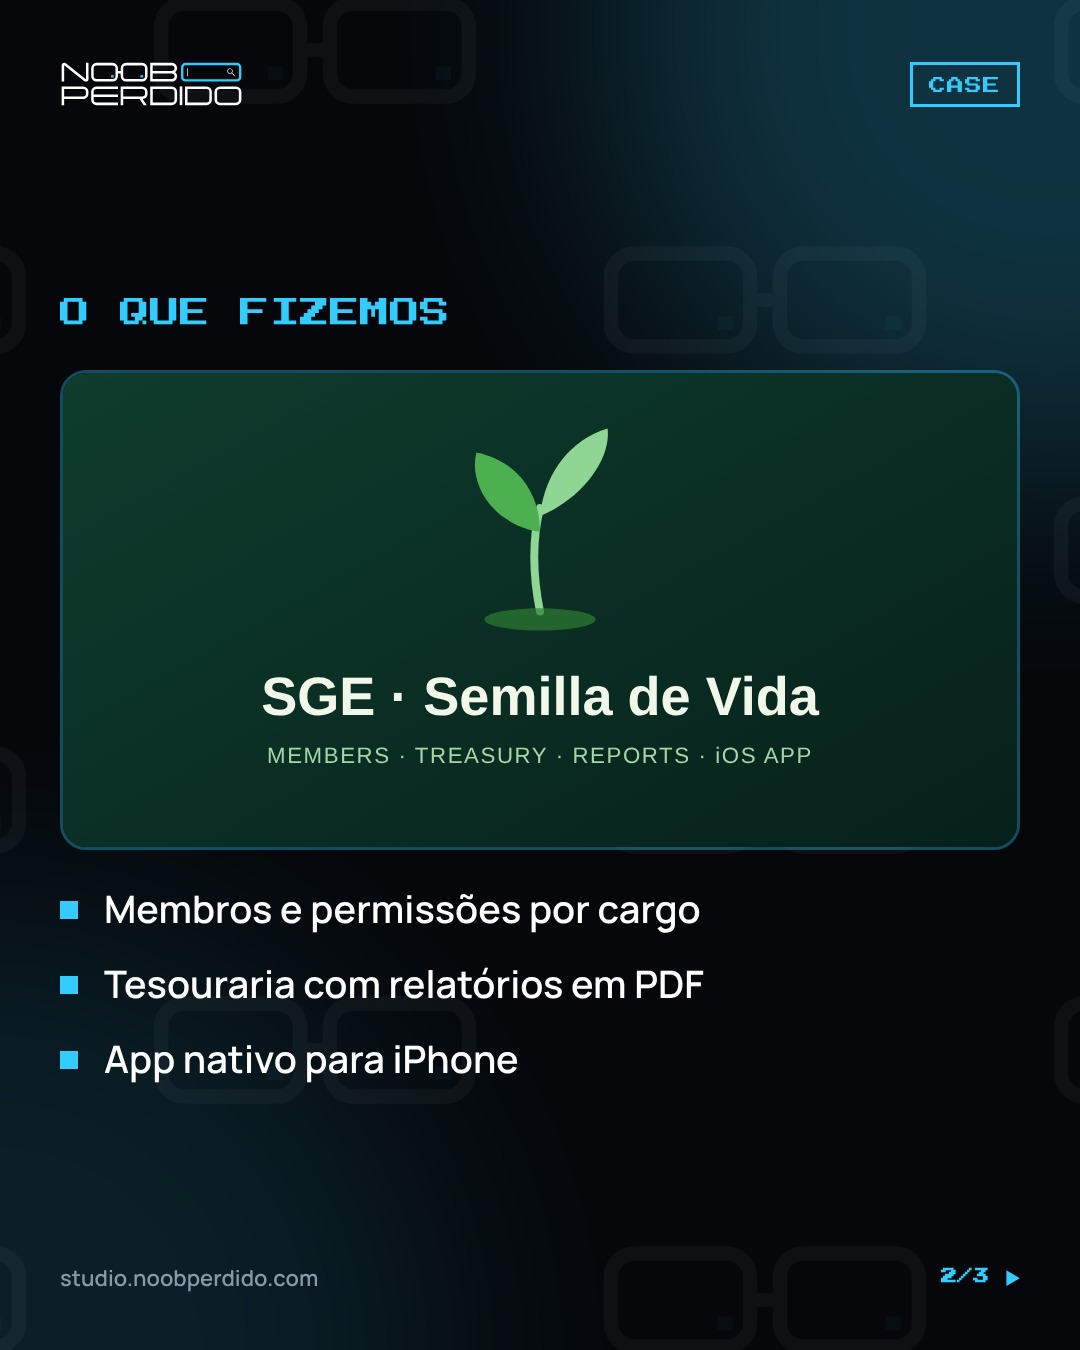 NOOB
PERDIDO
CASE
O QUE FIZEMOS
SGE · Semilla de Vida
MEMBERS · TREASURY · REPORTS · iOS APP
Membros e permissões por cargo
Tesouraria com relatórios em PDF
App nativo para iPhone
studio.noobperdido.com
2/3